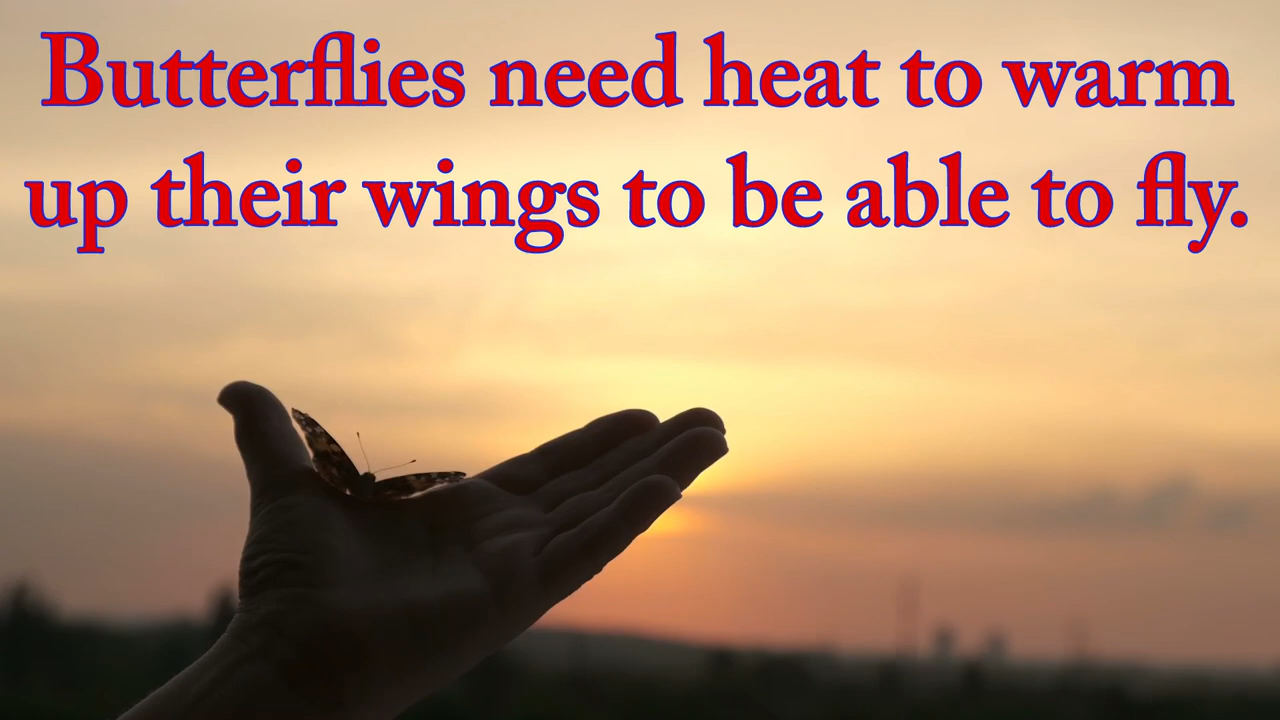 Butterflies need heat to warm
up their wings to be able to fly.